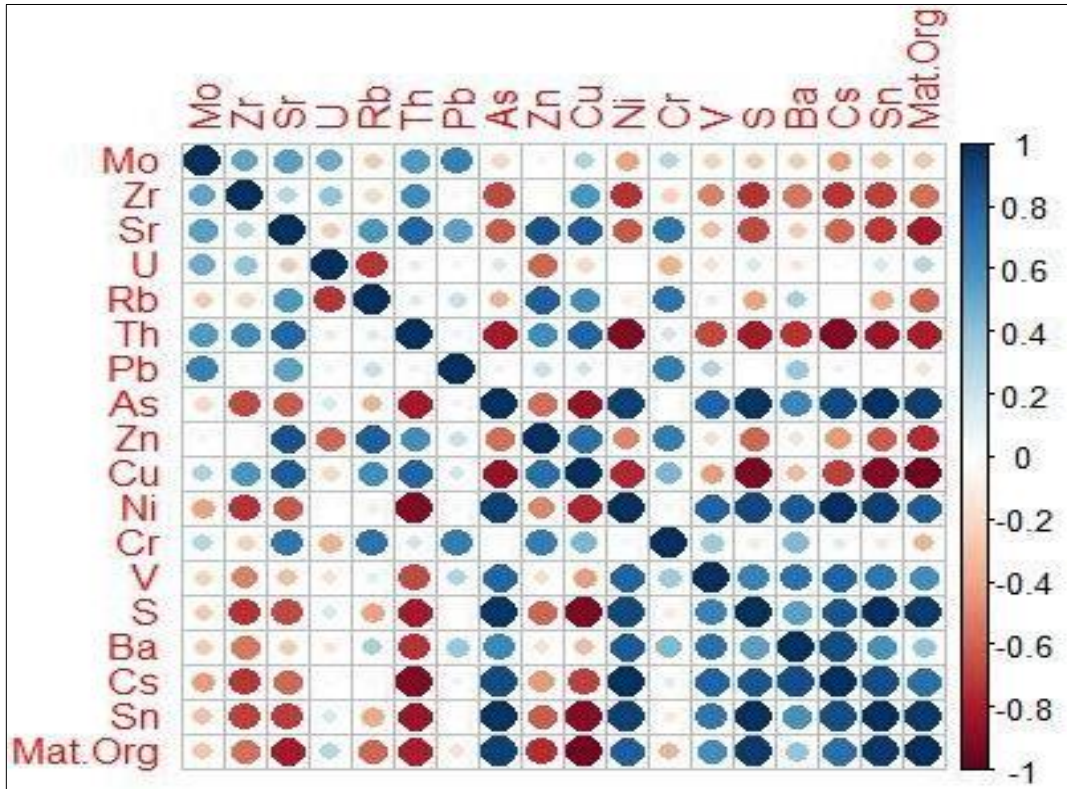 Mo Zr Sr U Rb Th Pb As Zn Cu Ni Cr V S Ba Cs Sn Mat.Org
Mo
Zr
Sr
U
Rb
Th
Pb
As
Zn
Cu
Ni
Cr
V
S
Ba
Cs
Sn
Mat.Org
1
0.8
0.6
0.4
0.2
0
-0.2
-0.4
-0.6
-0.8
-1